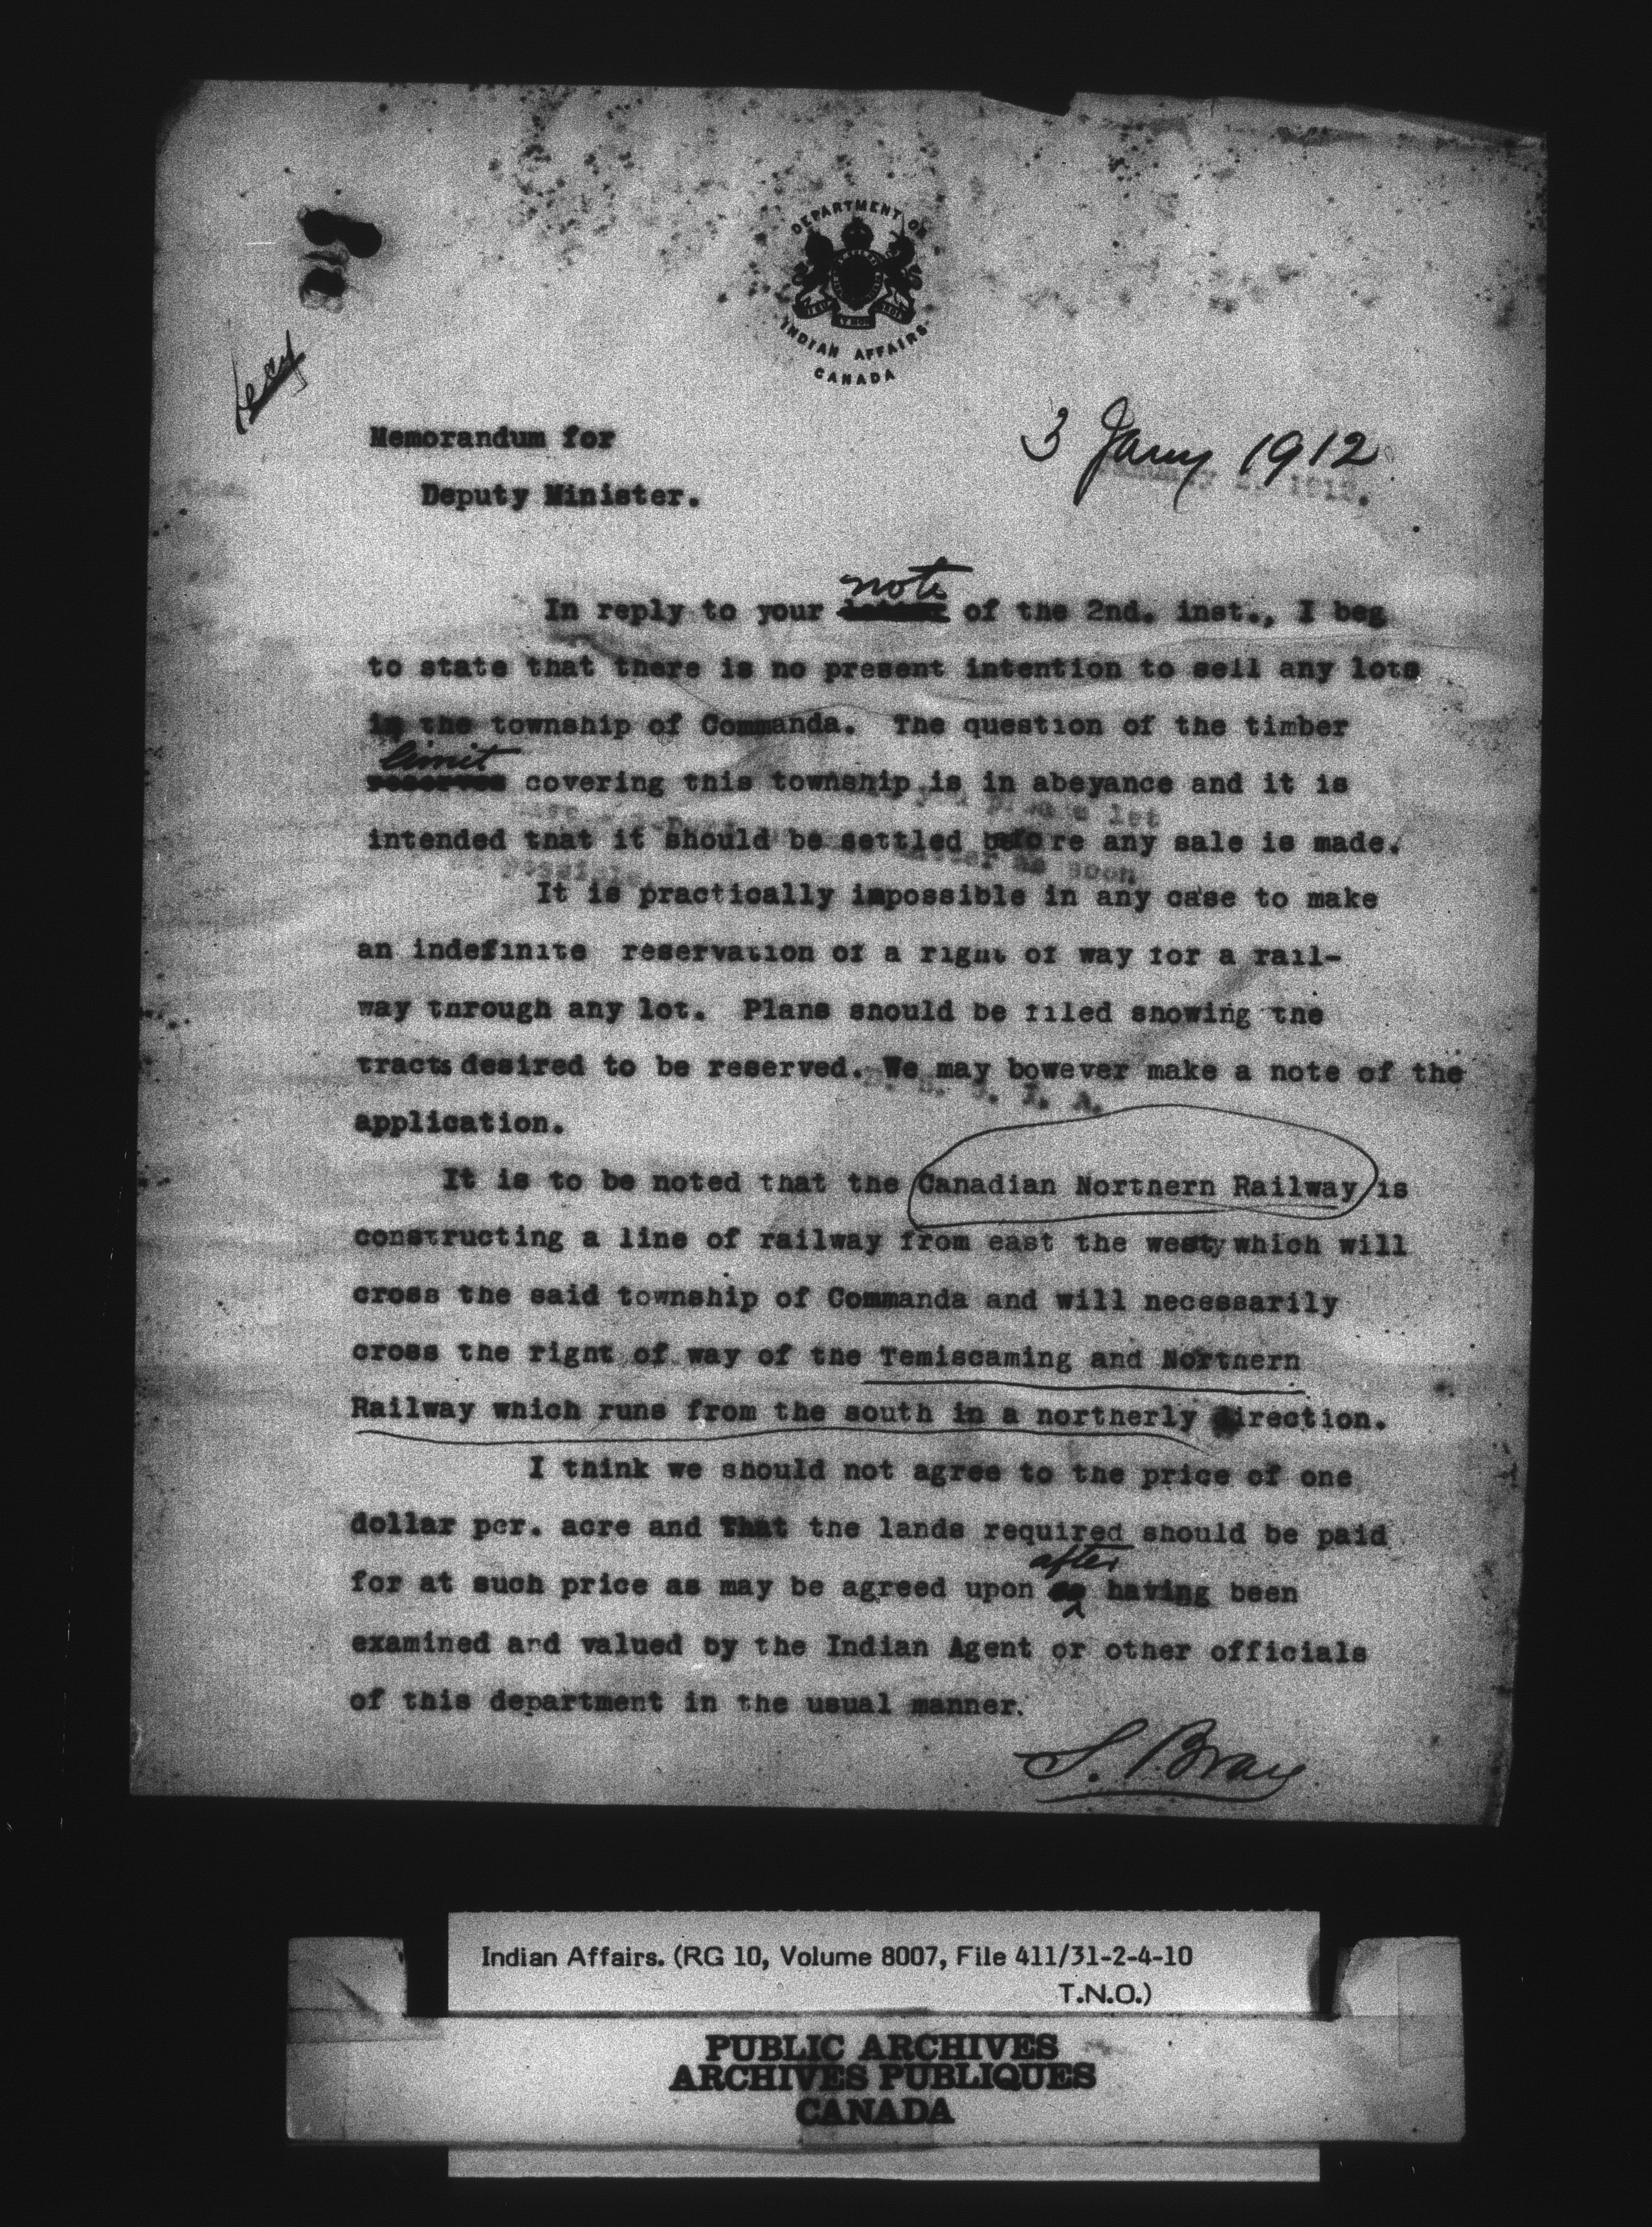 DEPARTMENT OF
INDIAN AFFAIRS
CANADA
3 Jany 1912
Memorandum for
Deputy Minister.
note
In reply to your letter of the 2nd. inst., I beg
to state that there is no present intention to sell any lots
in the township of Commanda. The question of the timber
limit
reserves covering this township is in abeyance and it is
intended that it should be settled before any sale is made.
It is practically impossible in any case to make
an indefinite reservation of a right of way for a rail-
way through any lot. Plans should be filed showing the
tracts desired to be reserved. We may however make a note of the
application.
It is to be noted that the Canadian Northern Railway is
constructing a line of railway from east the west, which will
cross the said township of Commanda and will necessarily
cross the right of way of the Temiscaming and Northern
Railway which runs from the south in a northerly direction.
I think we should not agree to the price of one
dollar per. acre and that the lands required should be paid
after
for at such price as may be agreed upon having been
examined and valued by the Indian Agent or other officials
of this department in the usual manner.
S. Bray
Indian Affairs. (RG 10, Volume 8007, File 411/31-2-4-10
T.N.O.)
PUBLIC ARCHIVES
ARCHIVES PUBLIQUES
CANADA